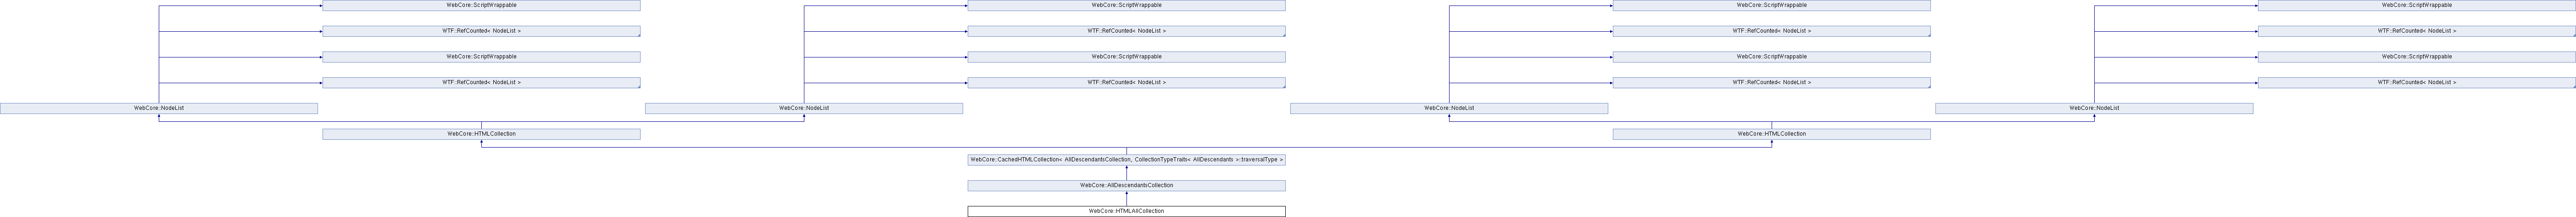 WebCore::ScriptWrappable WebCore::ScriptWrappable WebCore::ScriptWrappable WebCore::ScriptWrappable
WTF::RefCounted< NodeList > WTF::RefCounted< NodeList > WTF::RefCounted< NodeList > WTF::RefCounted< NodeList >
WebCore::ScriptWrappable WebCore::ScriptWrappable WebCore::ScriptWrappable WebCore::ScriptWrappable
WTF::RefCounted< NodeList > WTF::RefCounted< NodeList > WTF::RefCounted< NodeList > WTF::RefCounted< NodeList >
WebCore::NodeList WebCore::NodeList WebCore::NodeList WebCore::NodeList
WebCore::HTMLCollection WebCore::HTMLCollection
WebCore::CachedHTMLCollection< AllDescendantsCollection, CollectionTypeTraits< AllDescendants >::traversalType >
WebCore::AllDescendantsCollection
WebCore::HTMLAllCollection